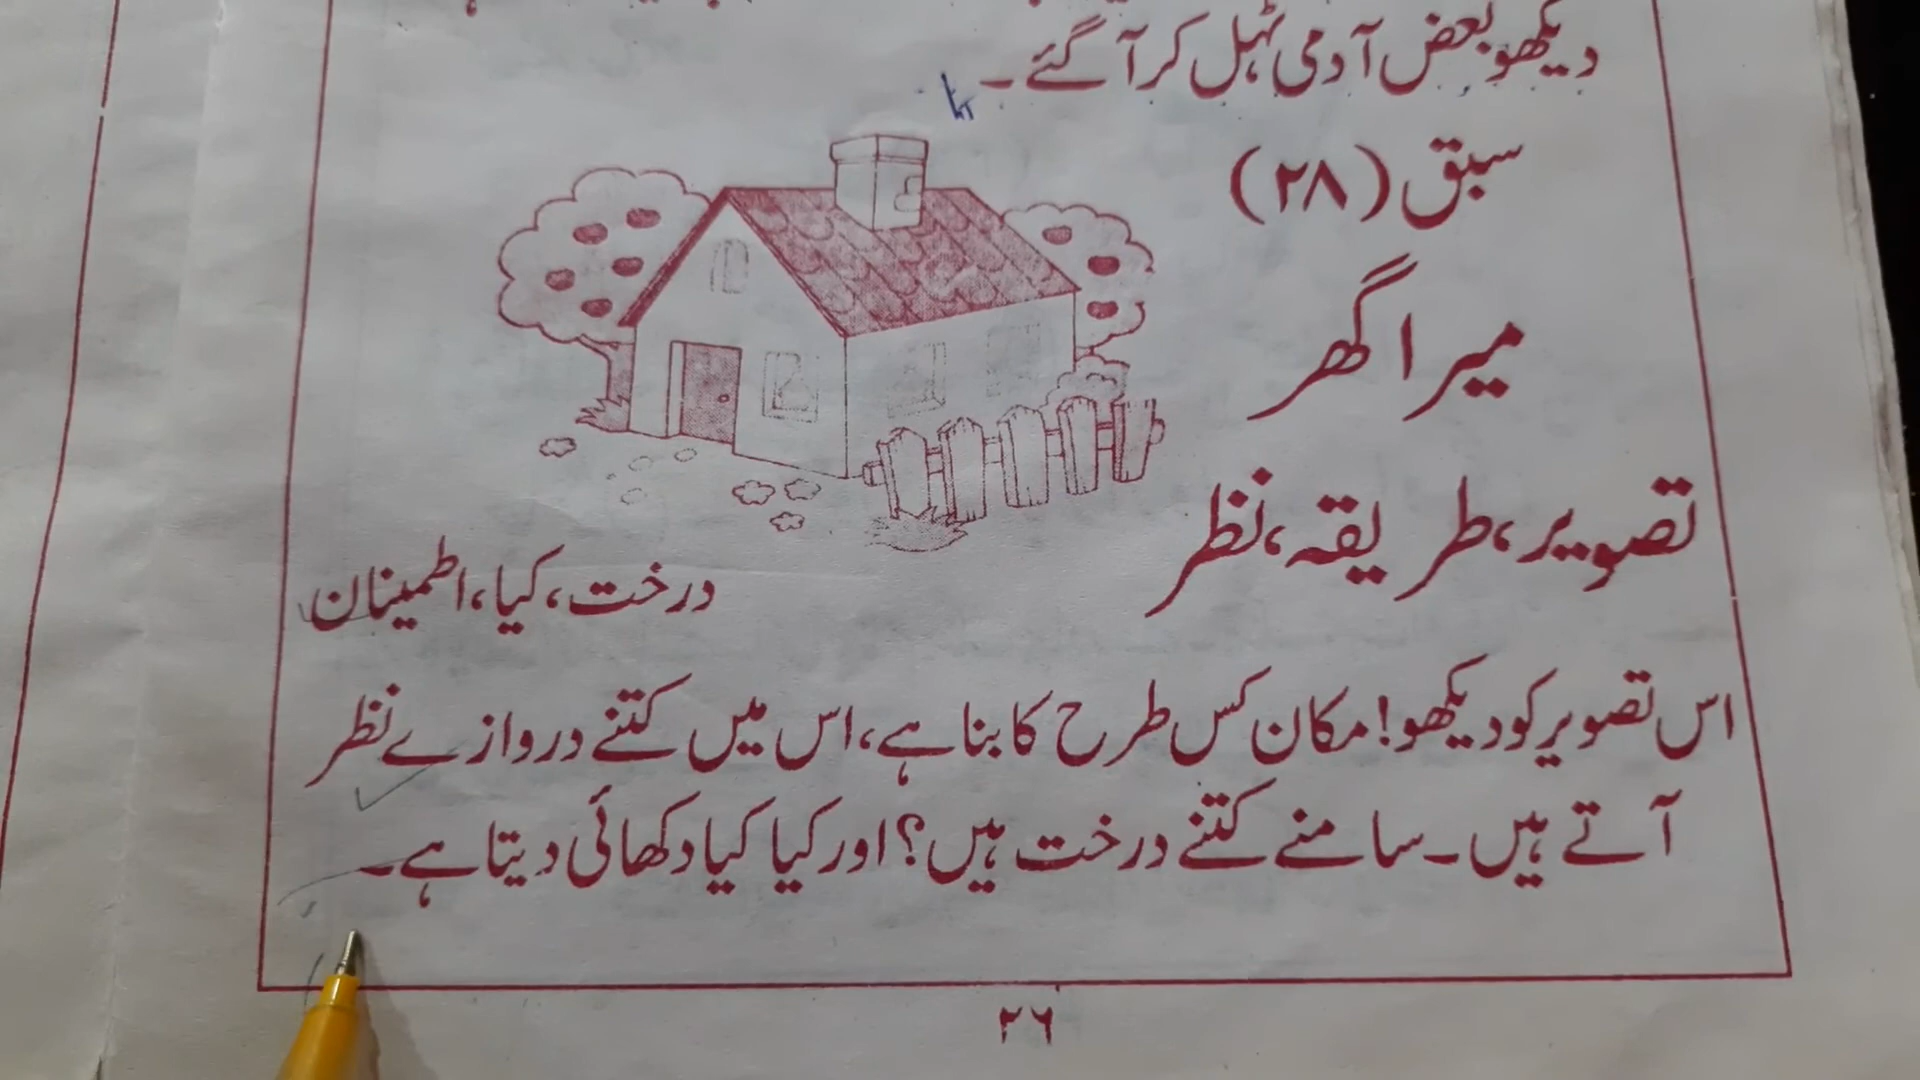 دیکھو بعض آدمی ٹہل کر آ گئے ۔
سبق (۲۸)
میرا گھر
تصویر، طریقہ، نظر
درخت، کیا، اطمینان
اس تصویر کو دیکھو! مکان کس طرح کا بنا ہے، اس میں کتنے دروازے نظر
آتے ہیں۔ سامنے کتنے درخت ہیں؟ اور کیا کیا دکھائی دیتا ہے۔
۲۶